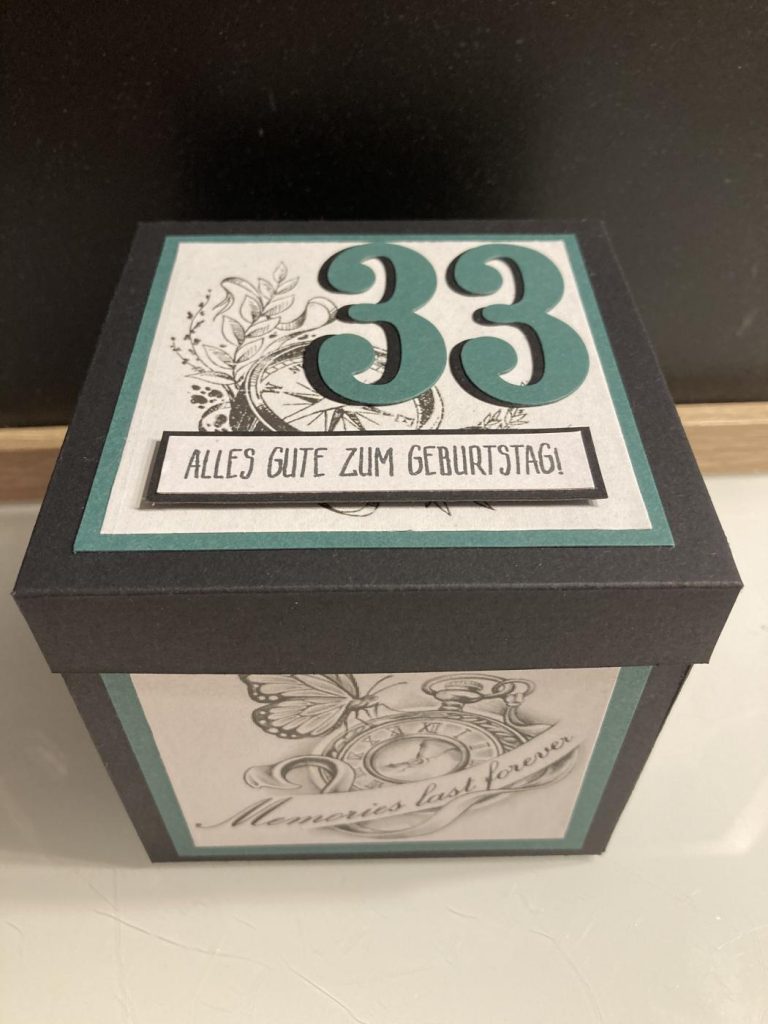 33
ALLES GUTE ZUM GEBURTSTAG!
Memories last forever